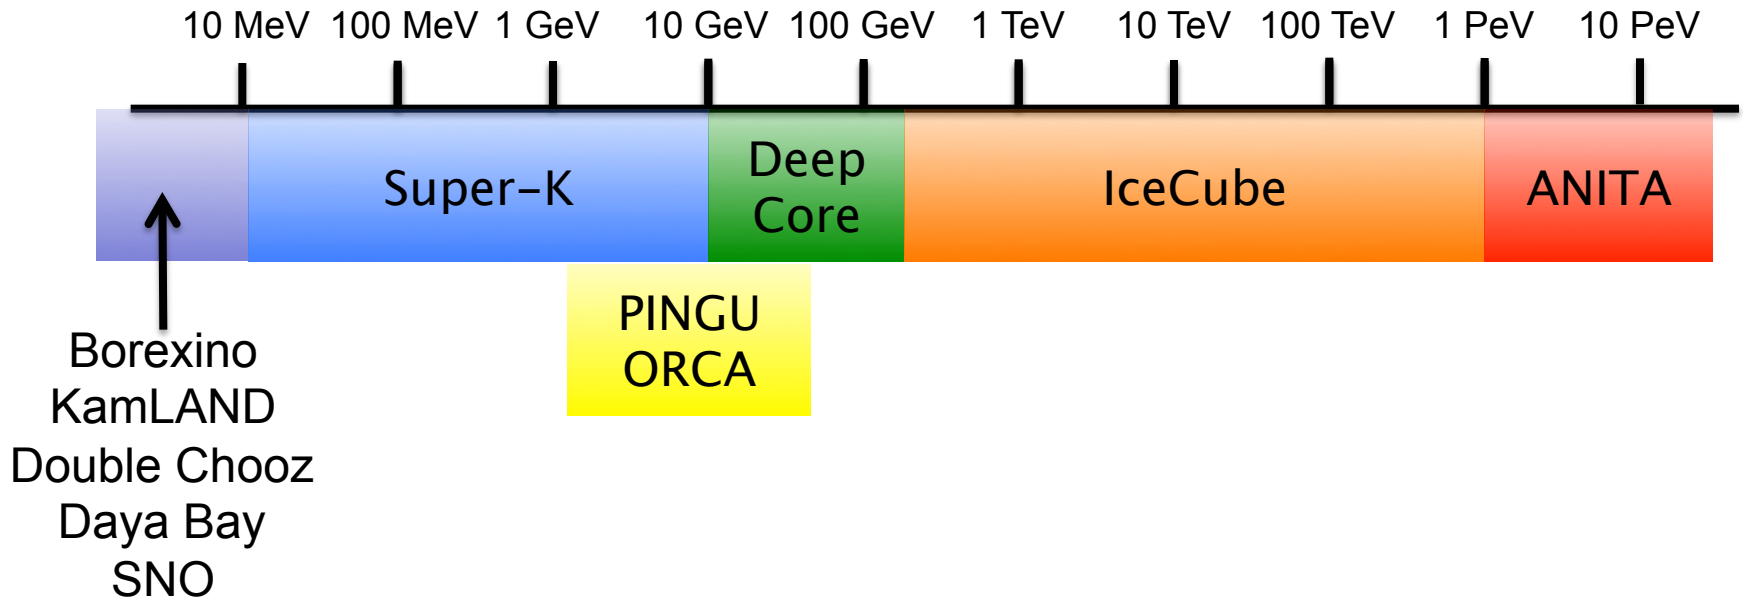 10 MeV 100 MeV 1 GeV 10 GeV 100 GeV 1 TeV 10 TeV 100 TeV 1 PeV 10 PeV
Super-K
Deep
Core
IceCube
ANITA
PINGU
ORCA
Borexino
KamLAND
Double Chooz
Daya Bay
SNO